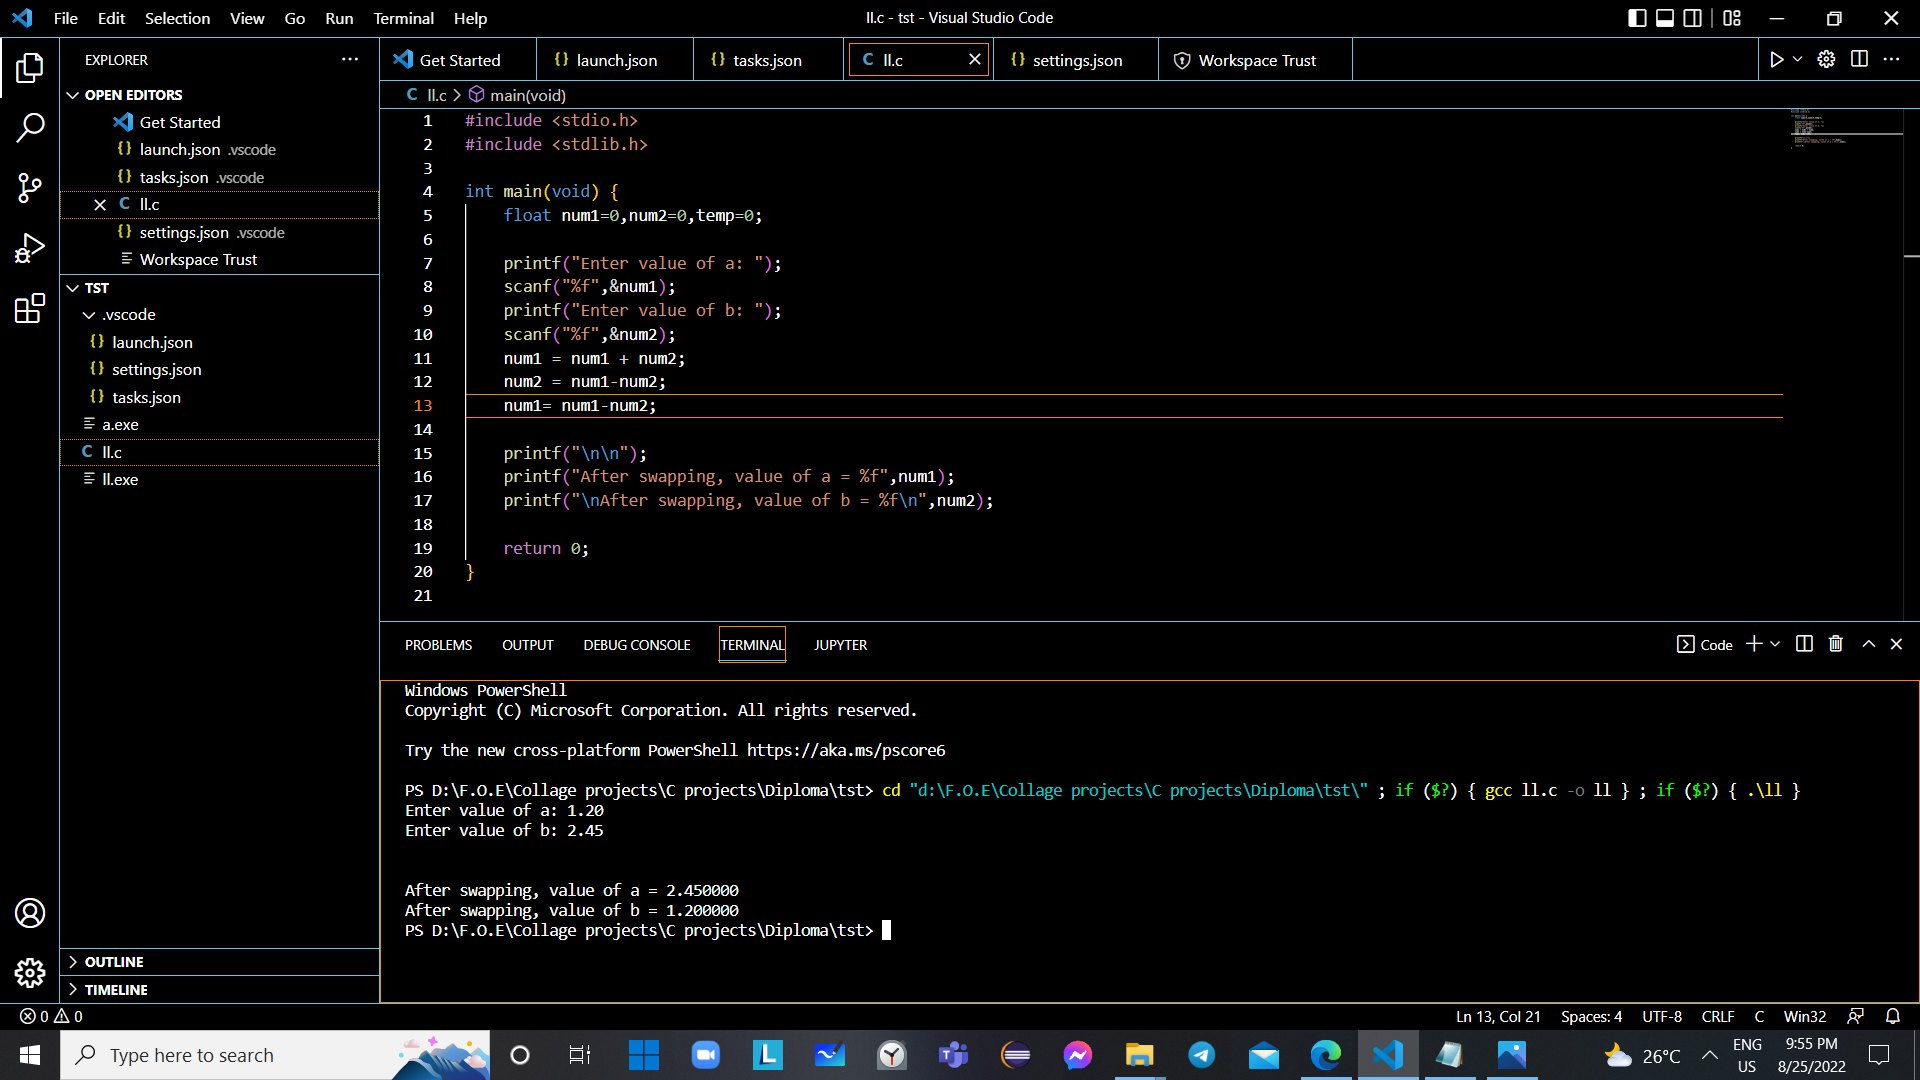 File Edit Selection View Go Run Terminal Help
ll.c - tst - Visual Studio Code
EXPLORER
OPEN EDITORS
Get Started
launch.json .vscode
tasks.json .vscode
ll.c
settings.json .vscode
Workspace Trust
TST
.vscode
launch.json
settings.json
tasks.json
a.exe
ll.c
ll.exe
OUTLINE
TIMELINE
Get Started launch.json tasks.json ll.c settings.json Workspace Trust
ll.c > main(void)
1 #include <stdio.h>
2 #include <stdlib.h>
3
4 int main(void) {
5 float num1=0,num2=0,temp=0;
6
7 printf("Enter value of a: ");
8 scanf("%f",&num1);
9 printf("Enter value of b: ");
10 scanf("%f",&num2);
11 num1 = num1 + num2;
12 num2 = num1-num2;
13 num1= num1-num2;
14
15 printf("\n\n");
16 printf("After swapping, value of a = %f",num1);
17 printf("\nAfter swapping, value of b = %f\n",num2);
18
19 return 0;
20 }
21
PROBLEMS OUTPUT DEBUG CONSOLE TERMINAL JUPYTER
Code
Windows PowerShell
Copyright (C) Microsoft Corporation. All rights reserved.
Try the new cross-platform PowerShell https://aka.ms/pscore6
PS D:\F.O.E\Collage projects\C projects\Diploma\tst> cd "d:\F.O.E\Collage projects\C projects\Diploma\tst\" ; if ($?) { gcc ll.c -o ll } ; if ($?) { .\ll }
Enter value of a: 1.20
Enter value of b: 2.45
After swapping, value of a = 2.450000
After swapping, value of b = 1.200000
PS D:\F.O.E\Collage projects\C projects\Diploma\tst>
0 0
Ln 13, Col 21 Spaces: 4 UTF-8 CRLF C Win32
Type here to search
L
26°C
ENG
US
9:55 PM
8/25/2022